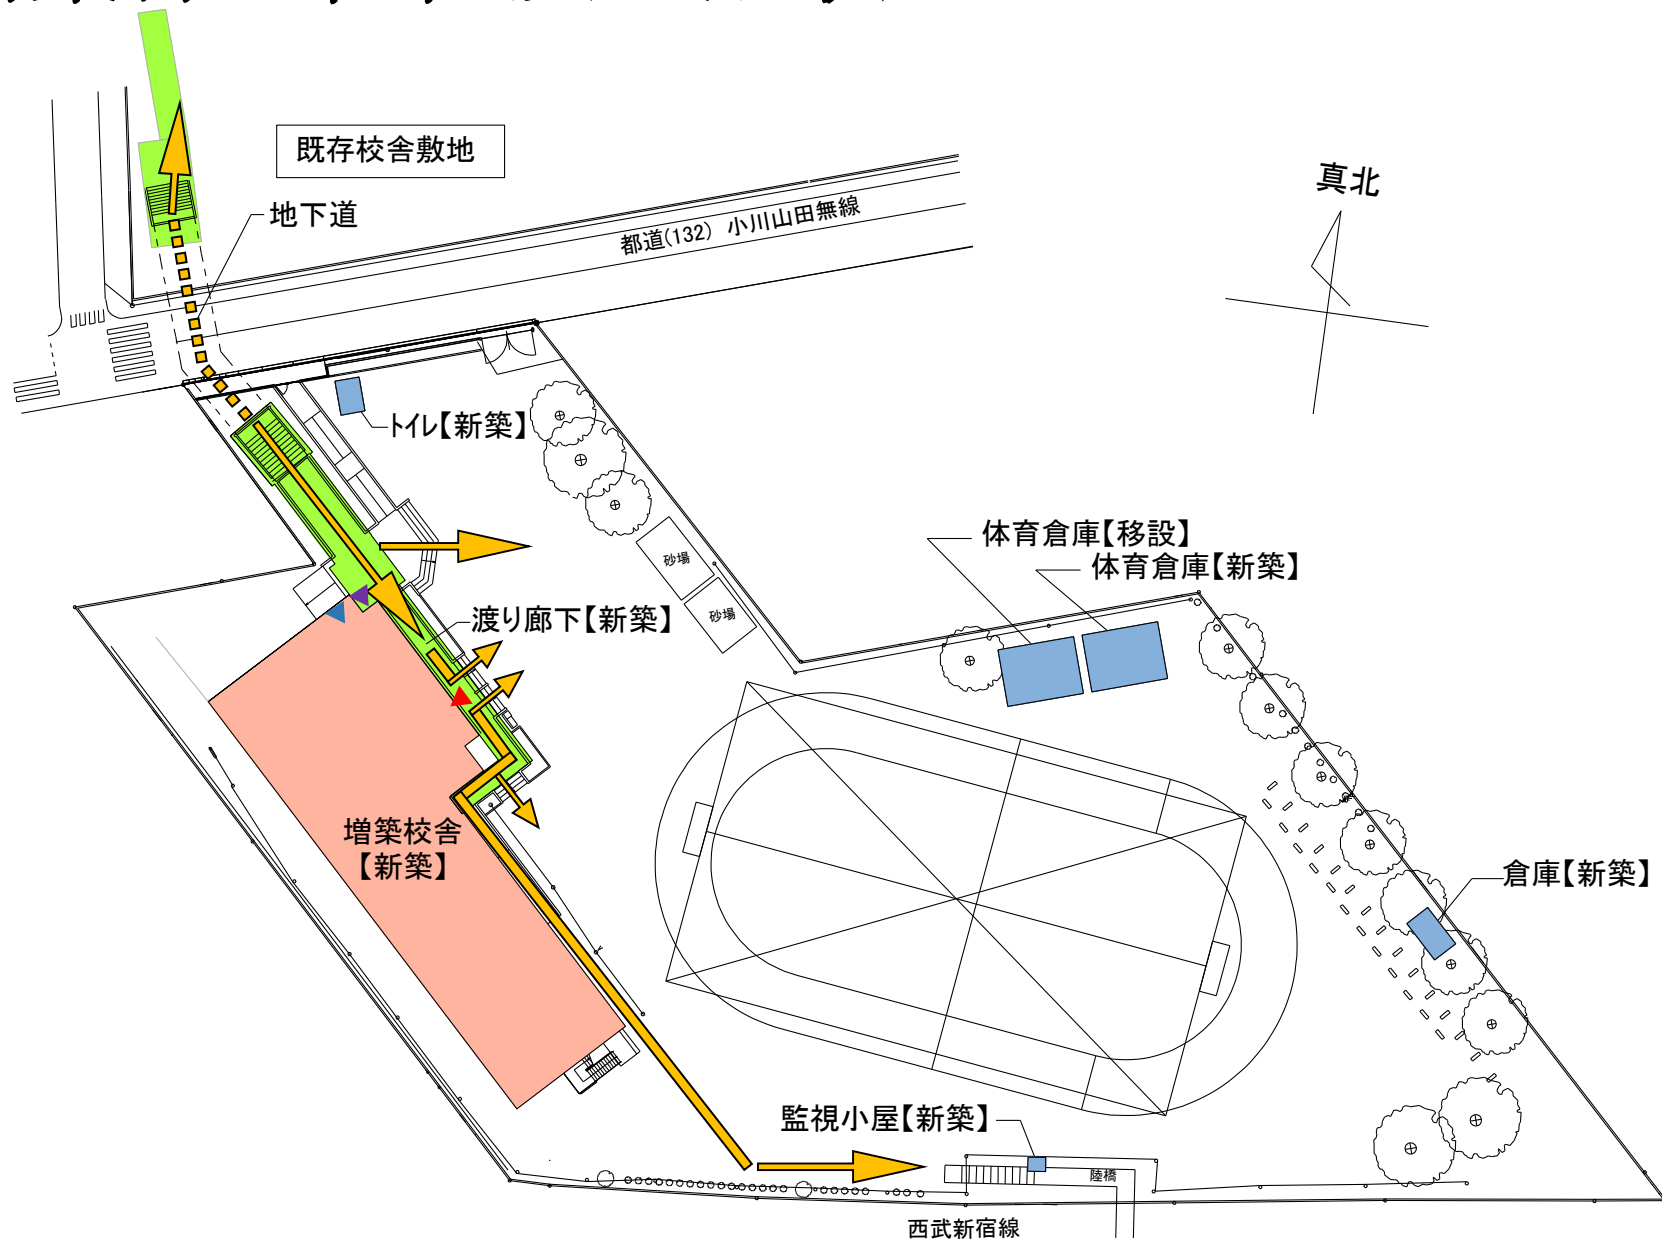 既存校舎敷地
真北
地下道
都道(132) 小川山田無線
トイレ【新築】
体育倉庫【移設】
砂場
体育倉庫【新築】
砂場
渡り廊下【新築】
増築校舎
【新築】
倉庫【新築】
監視小屋【新築】
陸橋
西武新宿線